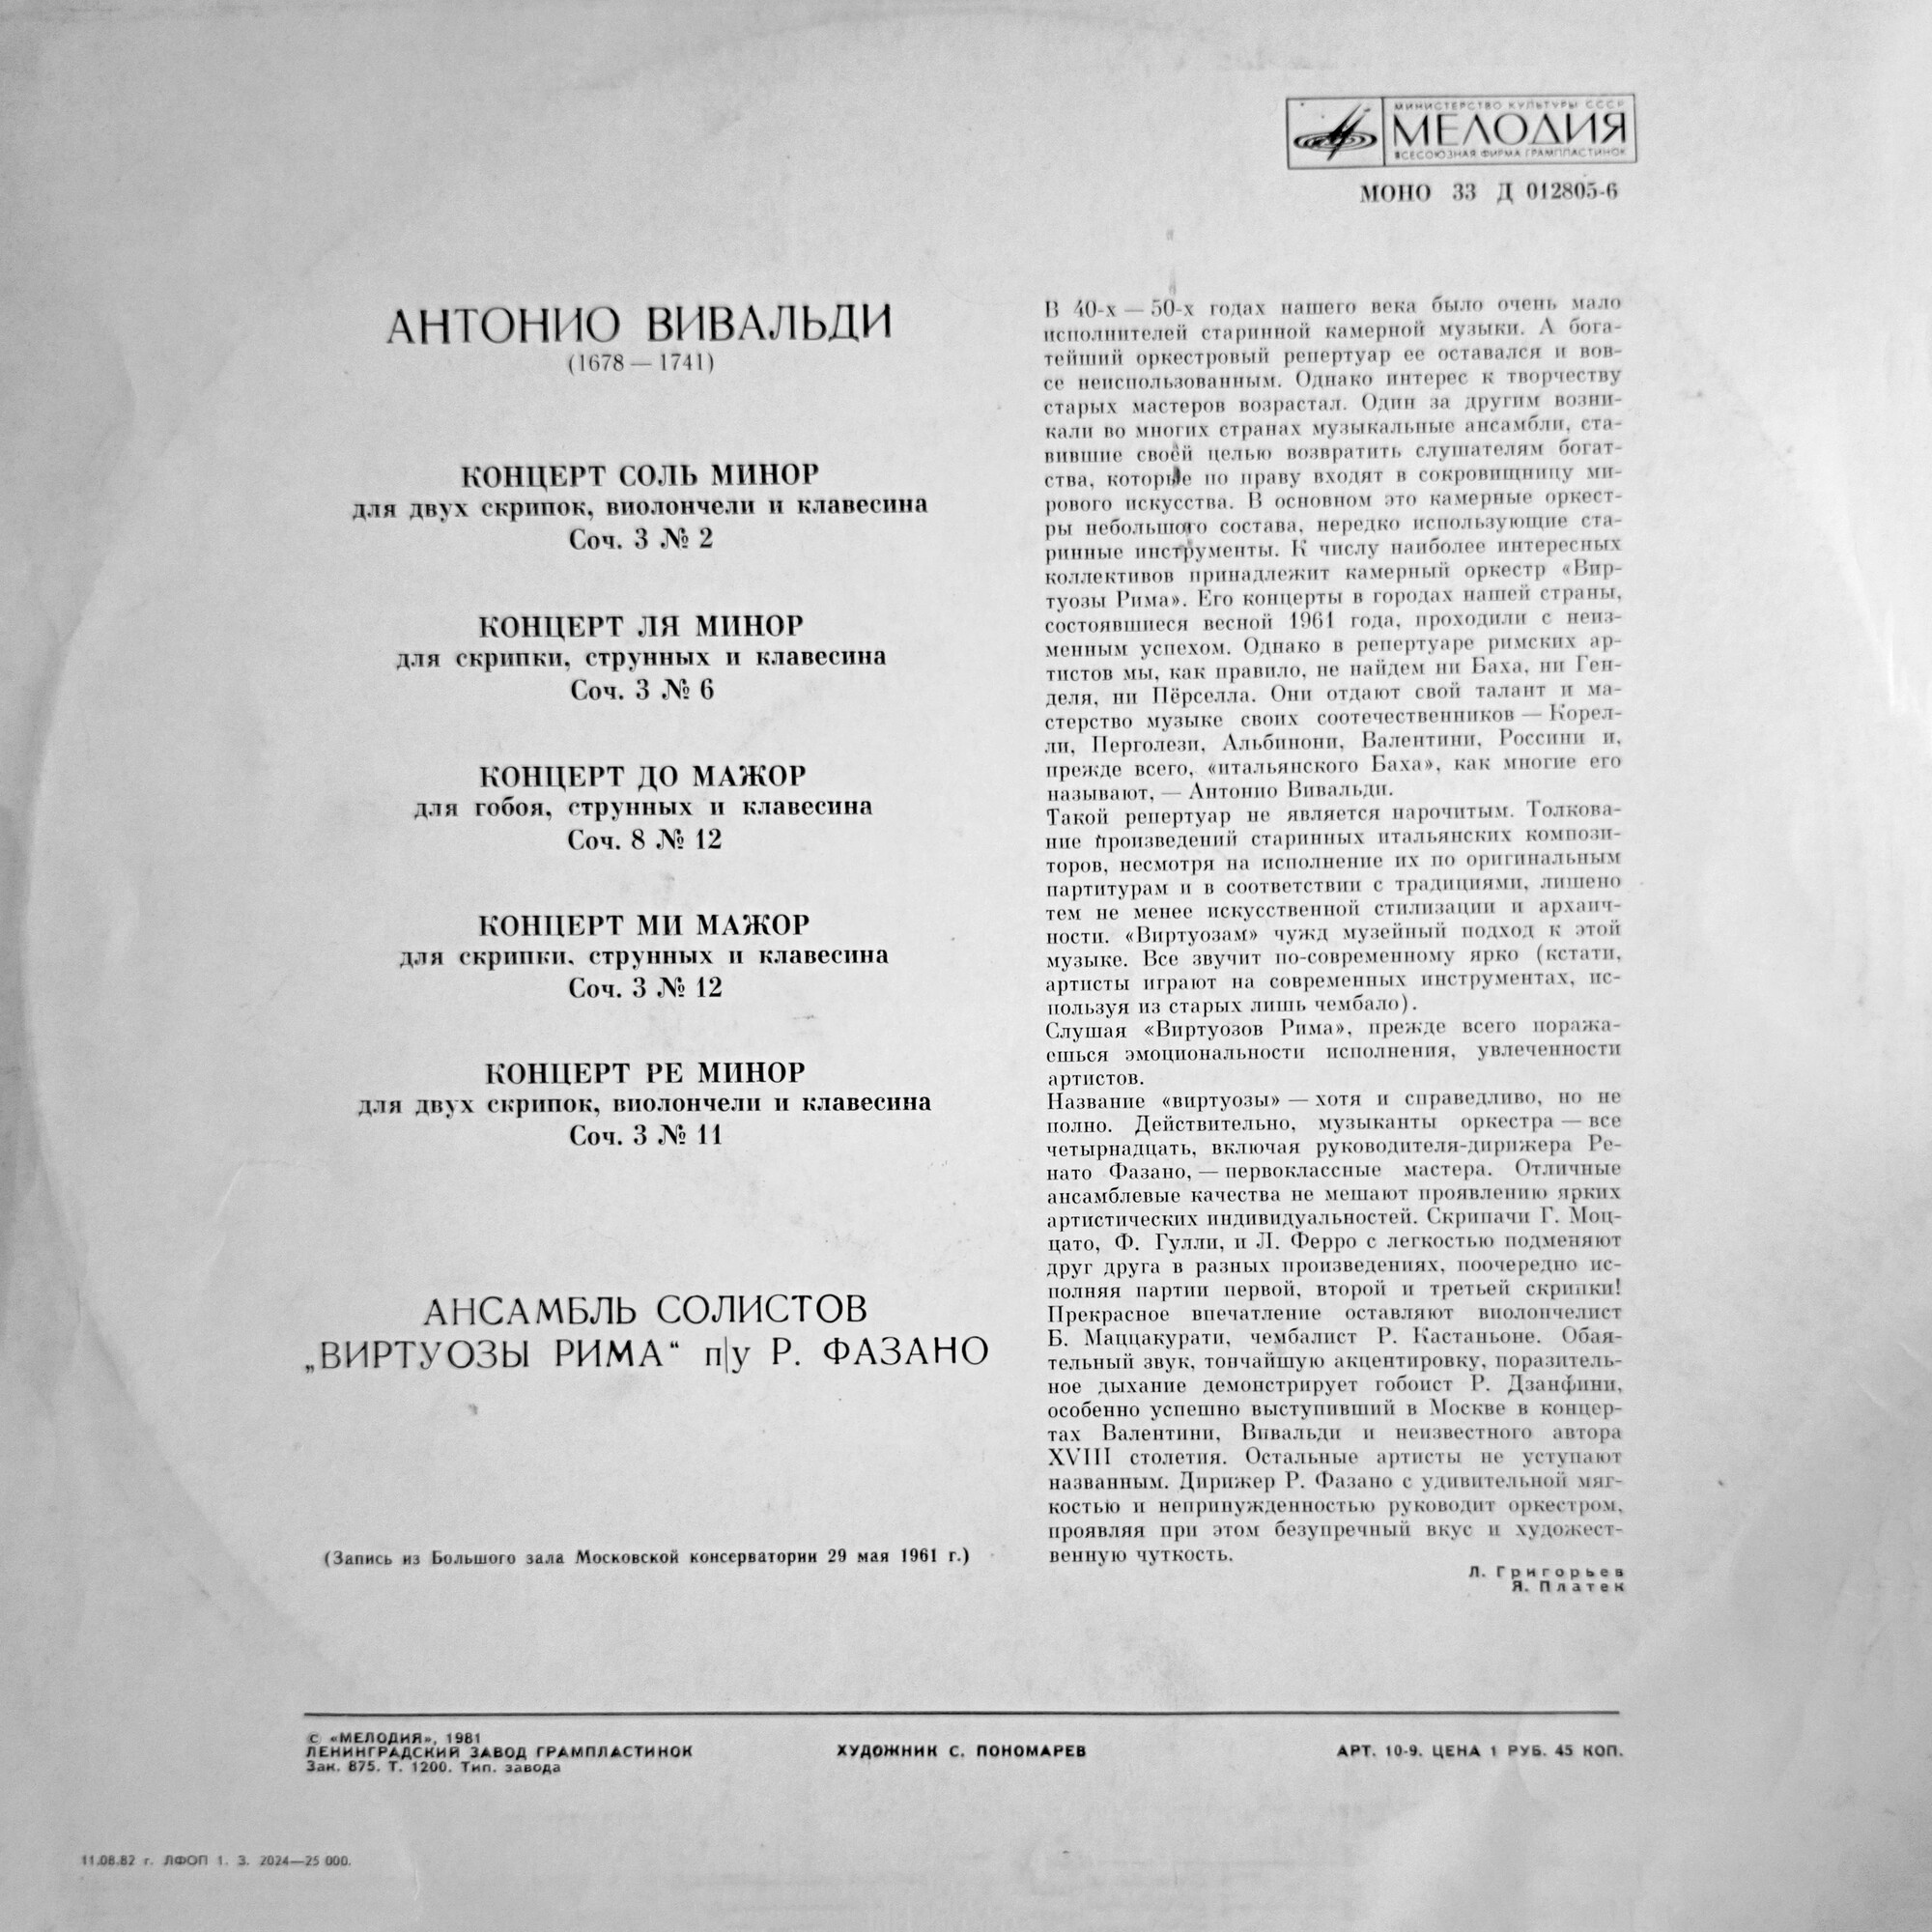 МИНИСТЕРСТВО КУЛЬТУРЫ СССР
МЕЛОДИЯ
ВСЕСОЮЗНАЯ ФИРМА ГРАМПЛАСТИНОК
МОНО 33 Д 012805-6
АНТОНИО ВИВАЛЬДИ
(1678 — 1741)
КОНЦЕРТ СОЛЬ МИНОР
для двух скрипок, виолончели и клавесина
Соч. 3 № 2
КОНЦЕРТ ЛЯ МИНОР
для скрипки, струнных и клавесина
Соч. 3 № 6
КОНЦЕРТ ДО МАЖОР
для гобоя, струнных и клавесина
Соч. 8 № 12
КОНЦЕРТ МИ МАЖОР
для скрипки, струнных и клавесина
Соч. 3 № 12
КОНЦЕРТ РЕ МИНОР
для двух скрипок, виолончели и клавесина
Соч. 3 № 11
АНСАМБЛЬ СОЛИСТОВ
„ВИРТУОЗЫ РИМА“ п/у Р. ФАЗАНО
(Запись из Большого зала Московской консерватории 29 мая 1961 г.)
В 40-х — 50-х годах нашего века было очень мало
исполнителей старинной камерной музыки. А бога-
тейший оркестровый репертуар ее оставался и вов-
се неиспользованным. Однако интерес к творчеству
старых мастеров возрастал. Один за другим возни-
кали во многих странах музыкальные ансамбли, ста-
вившие своей целью возвратить слушателям богат-
ства, которые по праву входят в сокровищницу ми-
рового искусства. В основном это камерные оркест-
ры небольшого состава, нередко использующие ста-
ринные инструменты. К числу наиболее интересных
коллективов принадлежит камерный оркестр «Вир-
туозы Рима». Его концерты в городах нашей страны,
состоявшиеся весной 1961 года, проходили с неиз-
менным успехом. Однако в репертуаре римских ар-
тистов мы, как правило, не найдем ни Баха, ни Ген-
деля, ни Пёрселла. Они отдают свой талант и ма-
стерство музыке своих соотечественников — Корел-
ли, Перголези, Альбинони, Валентини, Россини и,
прежде всего, «итальянского Баха», как многие его
называют, — Антонио Вивальди.
Такой репертуар не является нарочитым. Толкова-
ние произведений старинных итальянских компози-
торов, несмотря на исполнение их по оригинальным
партитурам и в соответствии с традициями, лишено
тем не менее искусственной стилизации и архаич-
ности. «Виртуозам» чужд музейный подход к этой
музыке. Все звучит по-современному ярко (кстати,
артисты играют на современных инструментах, ис-
пользуя из старых лишь чембало).
Слушая «Виртуозов Рима», прежде всего поража-
ешься эмоциональности исполнения, увлеченности
артистов.
Название «виртуозы» — хотя и справедливо, но не
полно. Действительно, музыканты оркестра — все
четырнадцать, включая руководителя-дирижера Ре-
нато Фазано, — первоклассные мастера. Отличные
ансамблевые качества не мешают проявлению ярких
артистических индивидуальностей. Скрипачи Г. Моц-
цато, Ф. Гулли, и Л. Ферро с легкостью подменяют
друг друга в разных произведениях, поочередно ис-
полняя партии первой, второй и третьей скрипки!
Прекрасное впечатление оставляют виолончелист
Б. Маццакурати, чембалист Р. Кастаньоне. Обая-
тельный звук, тончайшую акцентировку, поразитель-
ное дыхание демонстрирует гобоист Р. Дзанфини,
особенно успешно выступивший в Москве в концер-
тах Валентини, Вивальди и неизвестного автора
XVIII столетия. Остальные артисты не уступают
названным. Дирижер Р. Фазано с удивительной мяг-
костью и непринужденностью руководит оркестром,
проявляя при этом безупречный вкус и художест-
венную чуткость.
Л. Григорьев
Я. Платек
© «МЕЛОДИЯ», 1981
ЛЕНИНГРАДСКИЙ ЗАВОД ГРАМПЛАСТИНОК
Зак. 875. Т. 1200. Тип. завода
ХУДОЖНИК С. ПОНОМАРЕВ
АРТ. 10-9. ЦЕНА 1 РУБ. 45 КОП.
11.08.82 г. ЛФОП 1. З. 2024—25 000.